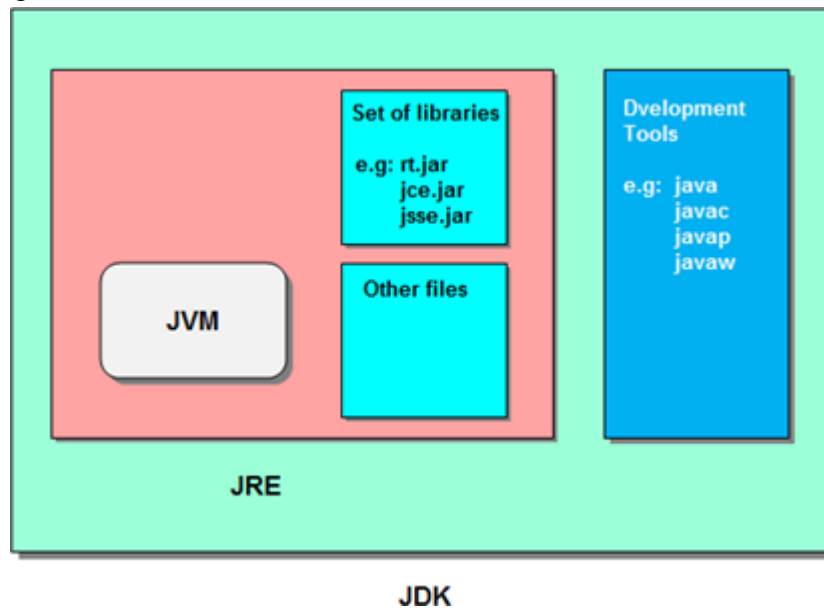 Set of libraries
e.g: rt.jar
jce.jar
jsse.jar
Other files
JVM
JRE
Dvelopment
Tools
e.g: java
javac
javap
javaw
JDK